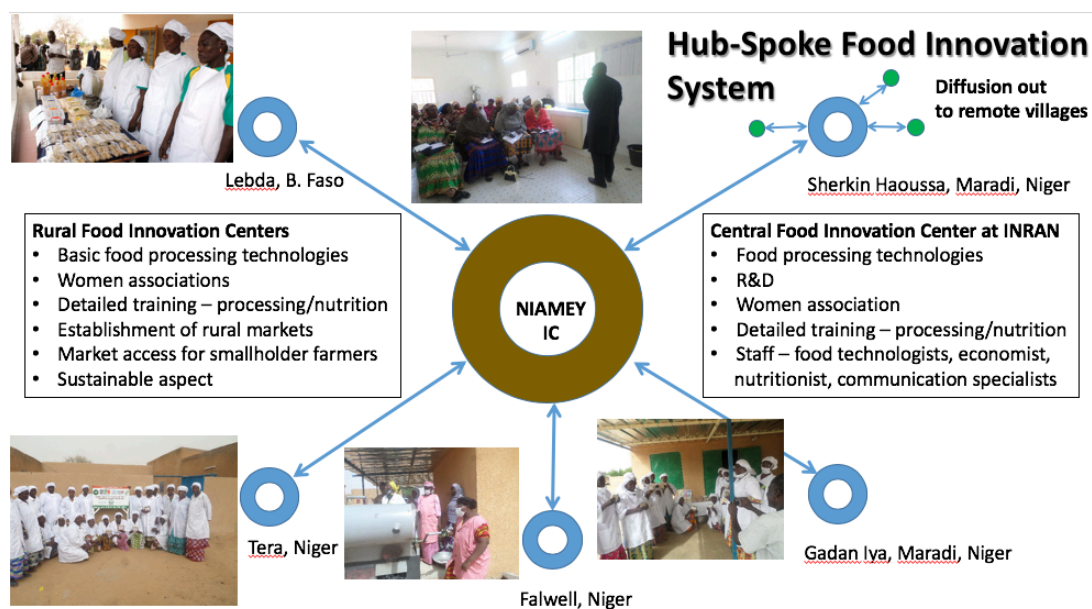 Hub-Spoke Food Innovation
System
Diffusion out
to remote villages
Lebda, B. Faso
Sherkin Haoussa, Maradi, Niger
Rural Food Innovation Centers
• Basic food processing technologies
• Women associations
• Detailed training – processing/nutrition
• Establishment of rural markets
• Market access for smallholder farmers
• Sustainable aspect
NIAMEY
IC
Central Food Innovation Center at INRAN
• Food processing technologies
• R&D
• Women association
• Detailed training – processing/nutrition
• Staff – food technologists, economist,
nutritionist, communication specialists
Tera, Niger
Falwell, Niger
Gadan Iya, Maradi, Niger